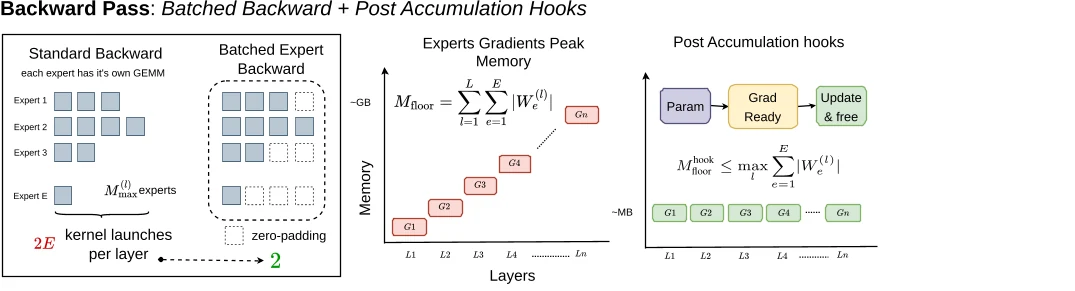 Backward Pass: Batched Backward + Post Accumulation Hooks
Standard Backward
each expert has it's own GEMM
Expert 1
Expert 2
Expert 3
Expert E
M_max^(l) experts
2E kernel launches
per layer
2
Batched Expert
Backward
zero-padding
Experts Gradients Peak
Memory
~GB
M_floor = ∑_{l=1}^{L} ∑_{e=1}^{E} |W_e^{(l)}|
Memory
G1
G2
G3
G4
Gn
L1 L2 L3 L4 .............. Ln
Layers
Post Accumulation hooks
Param
Grad
Ready
Update
& free
M_floor^hook ≤ max_l ∑_{e=1}^{E} |W_e^{(l)}|
~MB
G1 G2 G3 G4 ...... Gn
L1 L2 L3 L4 .............. Ln